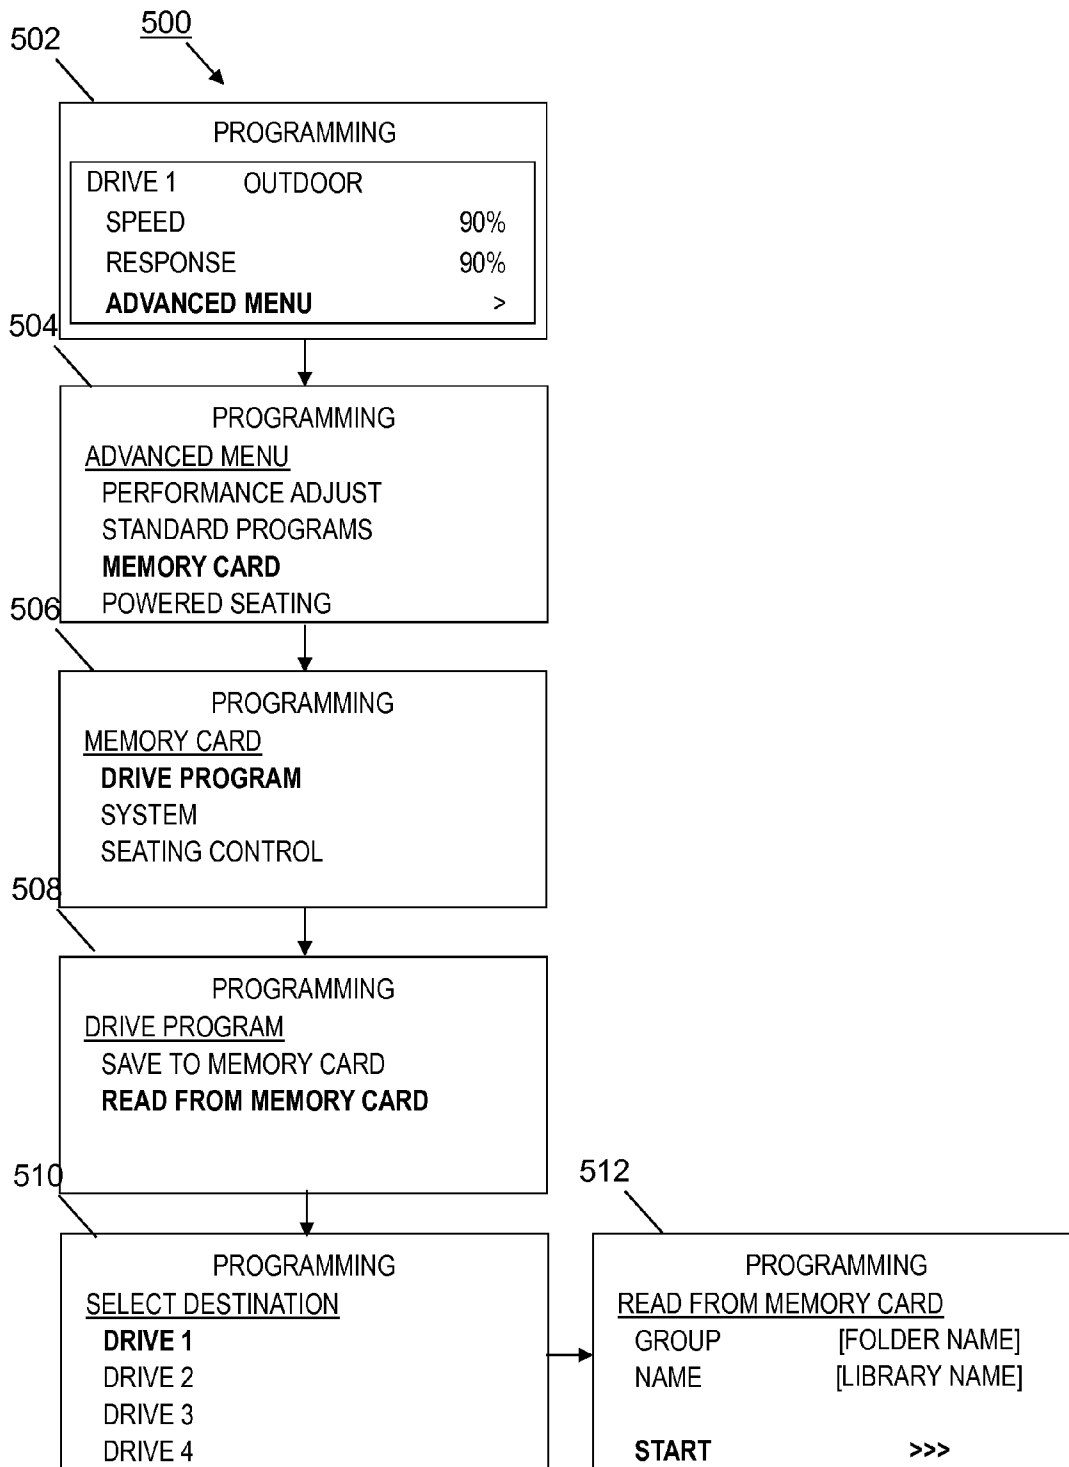 500
502
PROGRAMMING
DRIVE 1 OUTDOOR
SPEED 90%
RESPONSE 90%
ADVANCED MENU >
504
PROGRAMMING
ADVANCED MENU
PERFORMANCE ADJUST
STANDARD PROGRAMS
MEMORY CARD
POWERED SEATING
506
PROGRAMMING
MEMORY CARD
DRIVE PROGRAM
SYSTEM
SEATING CONTROL
508
PROGRAMMING
DRIVE PROGRAM
SAVE TO MEMORY CARD
READ FROM MEMORY CARD
510
PROGRAMMING
SELECT DESTINATION
DRIVE 1
DRIVE 2
DRIVE 3
DRIVE 4
512
PROGRAMMING
READ FROM MEMORY CARD
GROUP [FOLDER NAME]
NAME [LIBRARY NAME]
START >>>